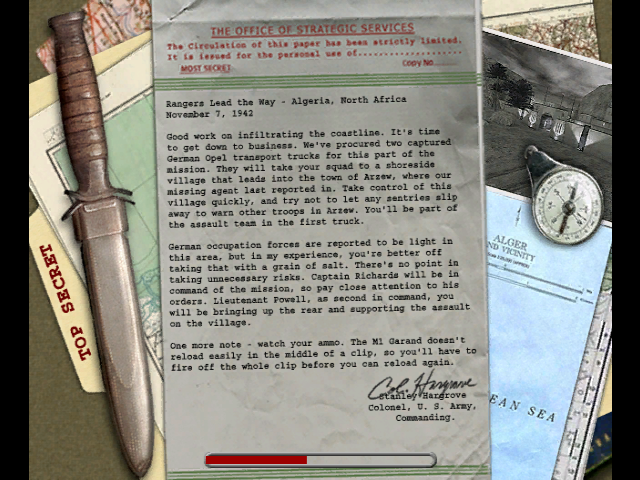 THE OFFICE OF STRATEGIC SERVICES
The Circulation of this paper has been strictly limited.
It is issued for the personal use of
MOST SECRET
Copy No
Rangers Lead the Way - Algeria, North Africa
November 7, 1942
Good work on infiltrating the coastline. It's time
to get down to business. We've procured two captured
German Opel transport trucks for this part of the
mission. They will take your squad to a shoreside
village that leads into the town of Arzew, where our
missing agent last reported in. Take control of this
village quickly, and try not to let any sentries slip
away to warn other troops in Arzew. You'll be part of
the assault team in the first truck.
German occupation forces are reported to be light in
this area, but in my experience, you're better off
taking that with a grain of salt. There's no point in
taking unnecessary risks. Captain Richards will be in
command of the mission, so pay close attention to his
orders. Lieutenant Powell, as second in command, you
will be bringing up the rear and supporting the assault
on the village.
One more note - watch your ammo. The M1 Garand doesn't
reload easily in the middle of a clip, so you'll have to
fire off the whole clip before you can reload again.
Col. Hargrove
Stanley Hargrove
Colonel, U. S. Army,
Commanding.
TOP SECRET
ALGER
ND VICINITY
EAN SEA